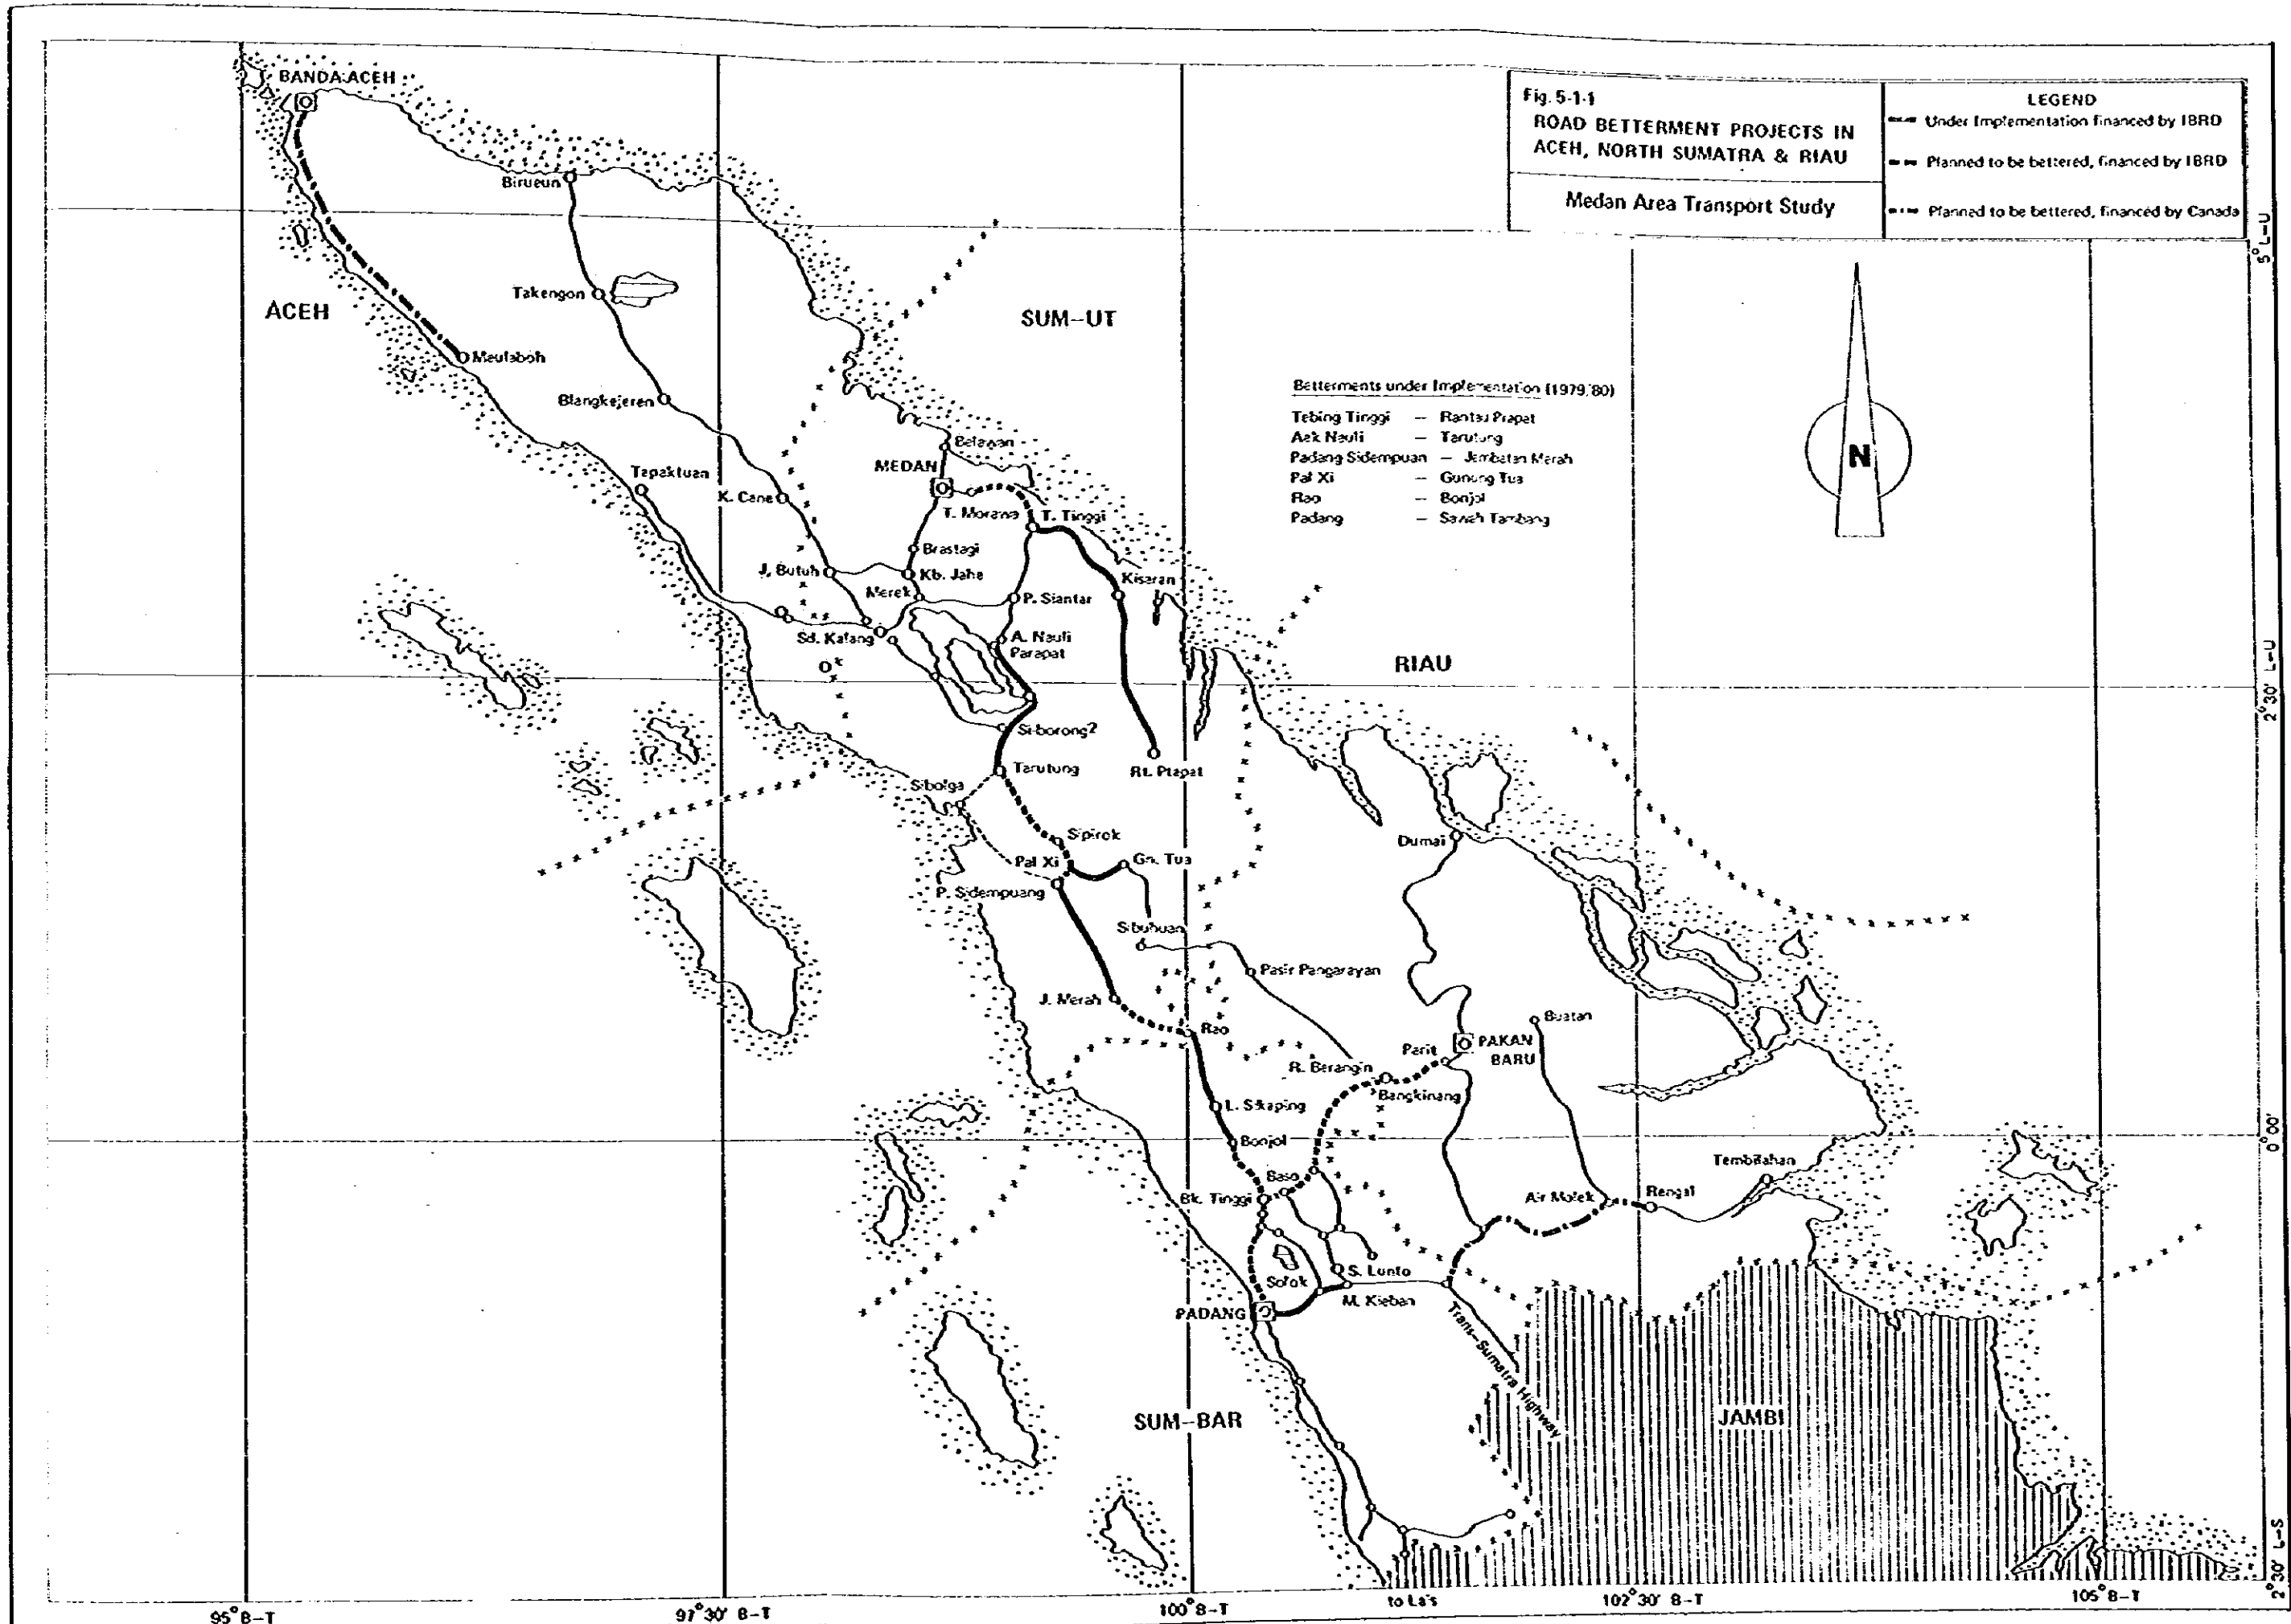 Fig. 5-1-1
ROAD BETTERMENT PROJECTS IN
ACEH, NORTH SUMATRA & RIAU
Medan Area Transport Study
LEGEND
Under Implementation financed by IBRD
Planned to be bettered, financed by IBRD
Planned to be bettered, financed by Canada
BANDA ACEH
Birueun
Takengon
ACEH
SUM-UT
Meulaboh
Blangkejeren
Betterments under Implementation (1979/80)
Tebing Tinggi — Rantau Prapat
Aek Nauli — Tarutung
Padang Sidempuan — Jembatan Merah
Pal Xi — Gunung Tua
Rao — Bonjol
Padang — Sawah Tambang
N
Belawan
MEDAN
Tapaktuan
K. Cane
T. Morawa
T. Tinggi
Brastagi
J. Butuh
Kb. Jahe
Kisaran
Merek
P. Siantar
Sd. Kalang
A. Nauli
Parapat
RIAU
Si-borong2
Tarutung
Rt. Prapat
Sibolga
Sipirok
Dumai
Pal Xi
Gn. Tua
P. Sidempuang
Sibuhuan
Pasir Pangarayan
J. Merah
Rao
Buatan
PAKAN
BARU
Parit
R. Berangin
Bangkinang
L. Sikaping
Bonjol
Baso
Bk. Tinggi
Tembilahan
Air Molek
Rengat
Solok
S. Lunto
M. Kleban
PADANG
Trans-Sumatra Highway
SUM-BAR
JAMBI
5° L-U
2°30' L-U
0°00'
2°30' L-S
95°B-T
97°30' B-T
100°B-T
102°30' B-T
105°B-T